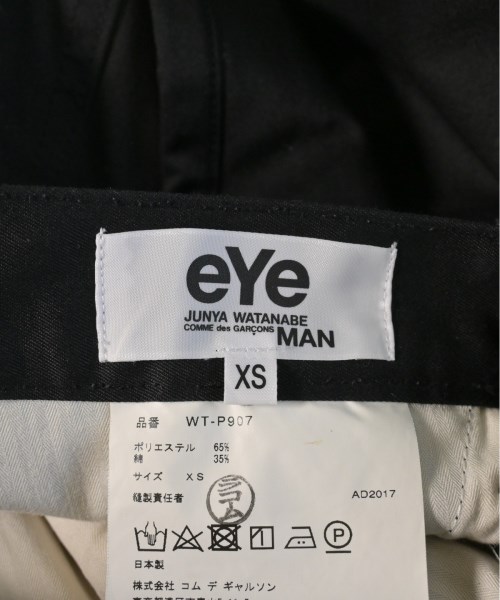 eYe
JUNYA WATANABE
COMME des GARÇONS MAN
XS
品番 WT-P907
ポリエステル 65%
綿 35%
サイズ XS
縫製責任者
コム
AD2017
日本製
株式会社 コム デ ギャルソン